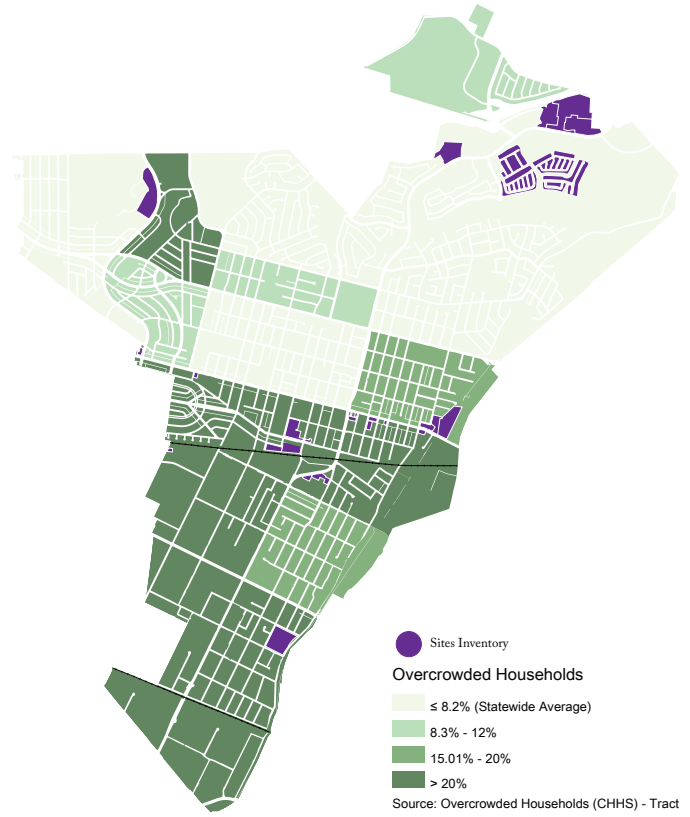 Sites Inventory
Overcrowded Households
≤ 8.2% (Statewide Average)
8.3% - 12%
15.01% - 20%
> 20%
Source: Overcrowded Households (CHHS) - Tract